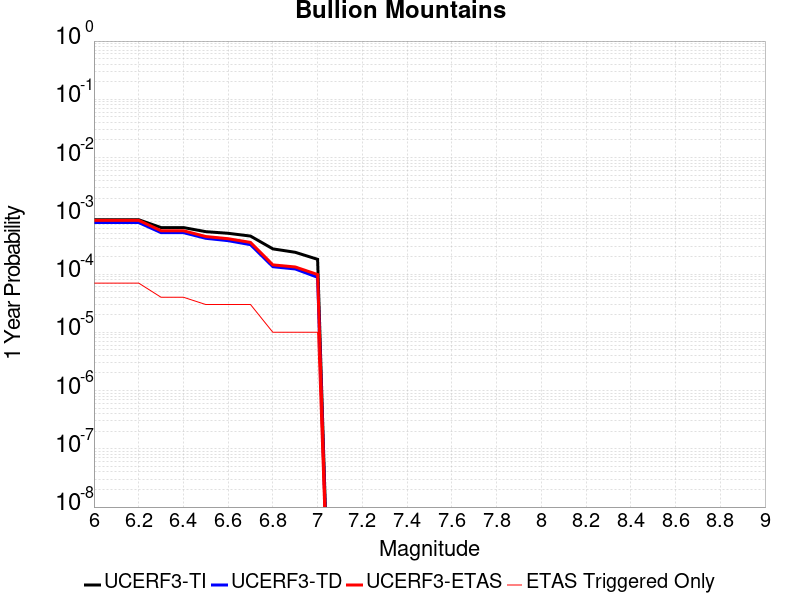 Bullion Mountains
1 Year Probability
10^0
10^-1
10^-2
10^-3
10^-4
10^-5
10^-6
10^-7
10^-8
6 6.2 6.4 6.6 6.8 7 7.2 7.4 7.6 7.8 8 8.2 8.4 8.6 8.8 9
Magnitude
UCERF3-TI UCERF3-TD UCERF3-ETAS ETAS Triggered Only